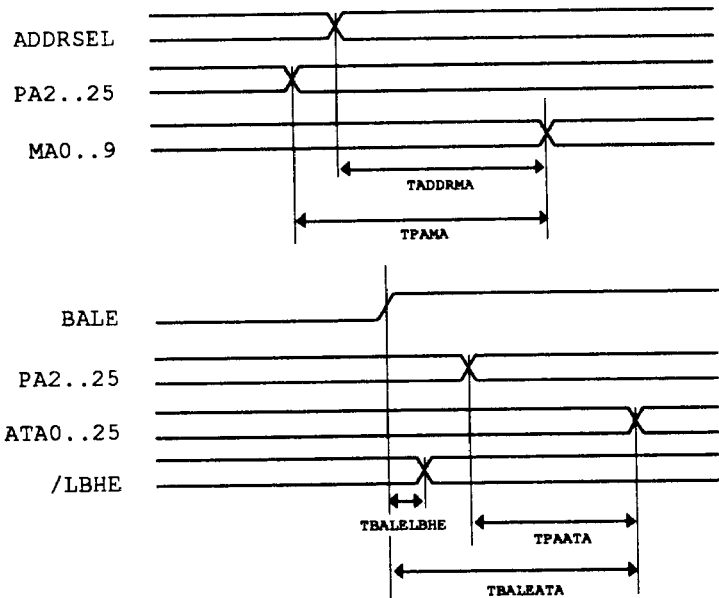 ADDRSEL
PA2..25
MA0..9
TADDRMA
TPAMA
BALE
PA2..25
ATA0..25
/LBHE
TBALELBHE
TPAATA
TBALEATA